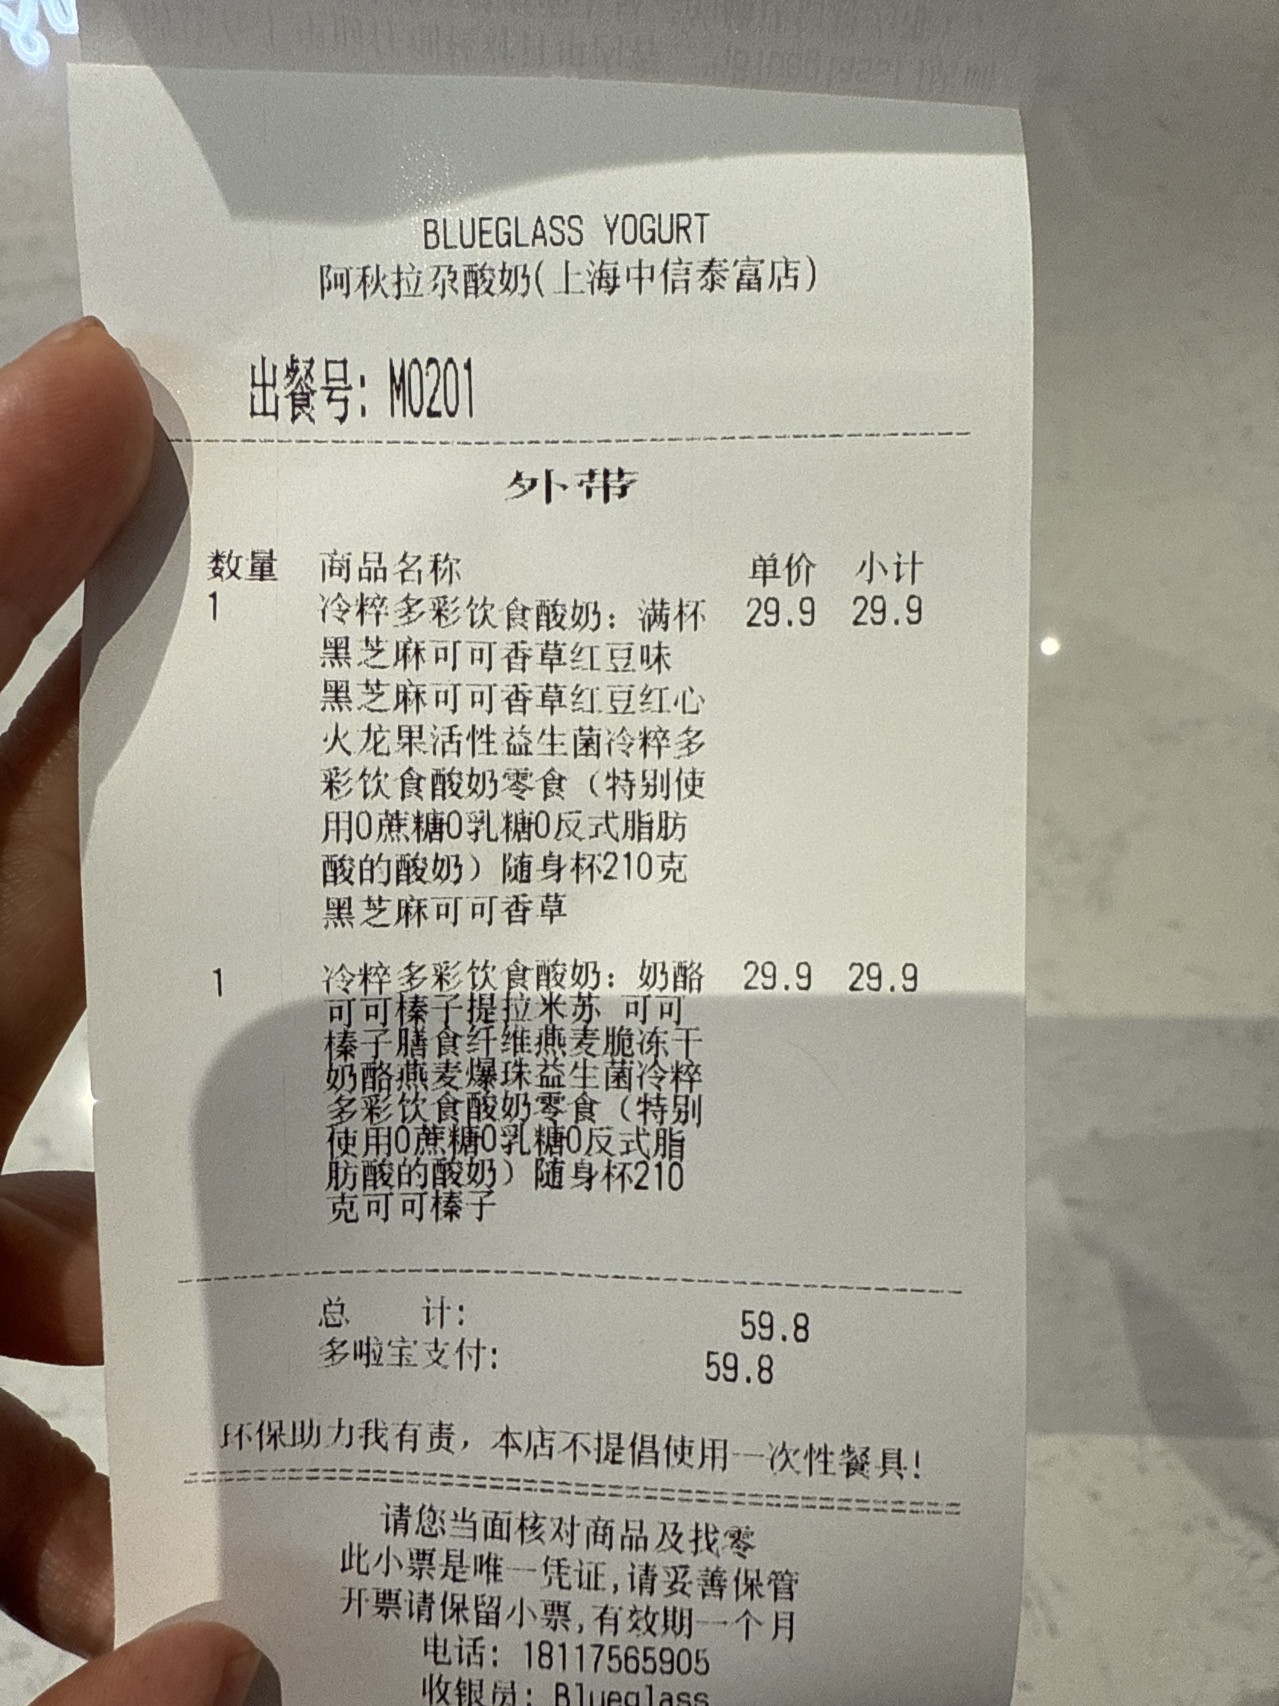 BLUEGLASS YOGURT
阿秋拉尕酸奶(上海中信泰富店)
出餐号: M0201
外带
数量 商品名称 单价 小计
1 冷粹多彩饮食酸奶：满杯 29.9 29.9
黑芝麻可可香草红豆味
黑芝麻可可香草红豆红心
火龙果活性益生菌冷粹多
彩饮食酸奶零食（特别使
用0蔗糖0乳糖0反式脂肪
酸的酸奶）随身杯210克
黑芝麻可可香草
1 冷粹多彩饮食酸奶：奶酪 29.9 29.9
可可榛子提拉米苏 可可
榛子膳食纤维燕麦脆冻干
奶酪燕麦爆珠益生菌冷粹
多彩饮食酸奶零食（特别
使用0蔗糖0乳糖0反式脂
肪酸的酸奶）随身杯210
克可可榛子
总 计: 59.8
多啦宝支付: 59.8
环保助力我有责，本店不提倡使用一次性餐具!
请您当面核对商品及找零
此小票是唯一凭证,请妥善保管
开票请保留小票,有效期一个月
电话: 18117565905
收银员: Blueglass